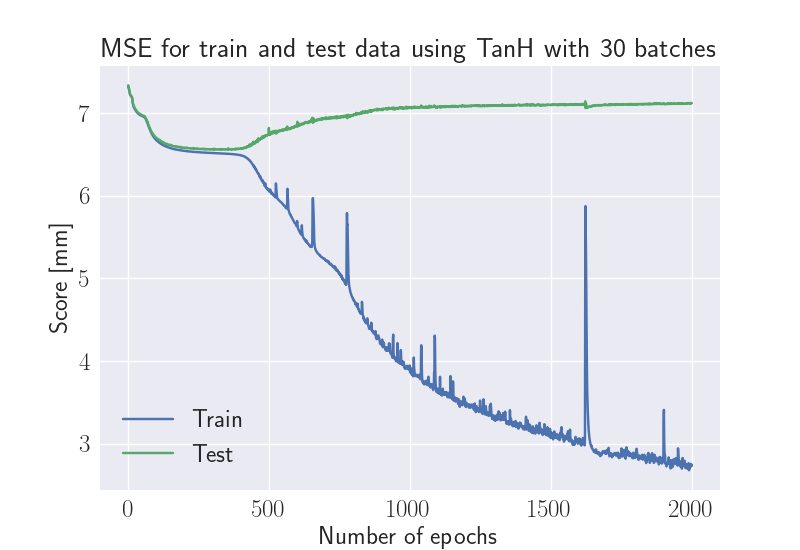 MSE for train and test data using TanH with 30 batches
7
6
5
4
3
Score [mm]
Train
Test
0 500 1000 1500 2000
Number of epochs